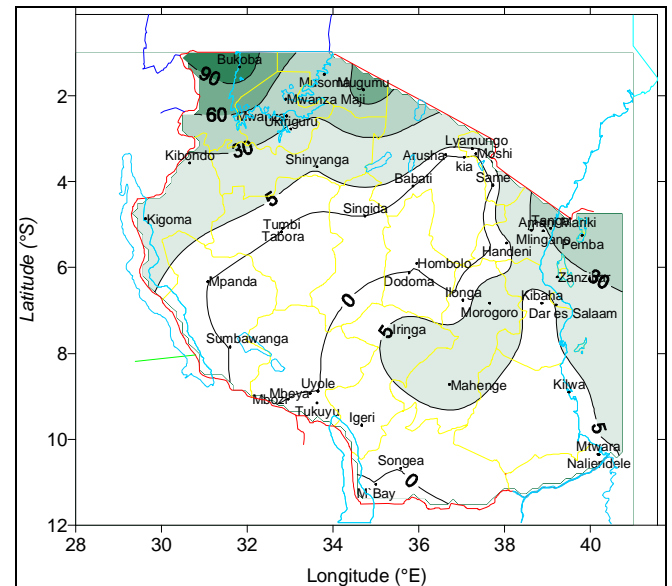 Bukoba
90
Musoma
Mugumu
2
Mwanza Maji
60
Mwanza
Ukiriguru
30
Lyamungo
Kibondo
Shinyanga
Arusha
Moshi
kia
4
Babati
Same
5
Singida
Kigoma
Tumbi
Tabora
Tanga
Mariki
Mlingano
Pemba
Handeni
Latitude (°S)
6
Hombolo
Mpanda
Dodoma
Zanzibar
30
0
Ilonga
Kibaha
Morogoro
Dar es Salaam
5
Iringa
Sumbawanga
8
Uyole
Mahenge
Kilwa
Mbeya
Mbozi
Tukuyu
Igeri
5
10
Mtwara
Songea
Naliendele
0
M`Bay
12
28 30 32 34 36 38 40
Longitude (°E)